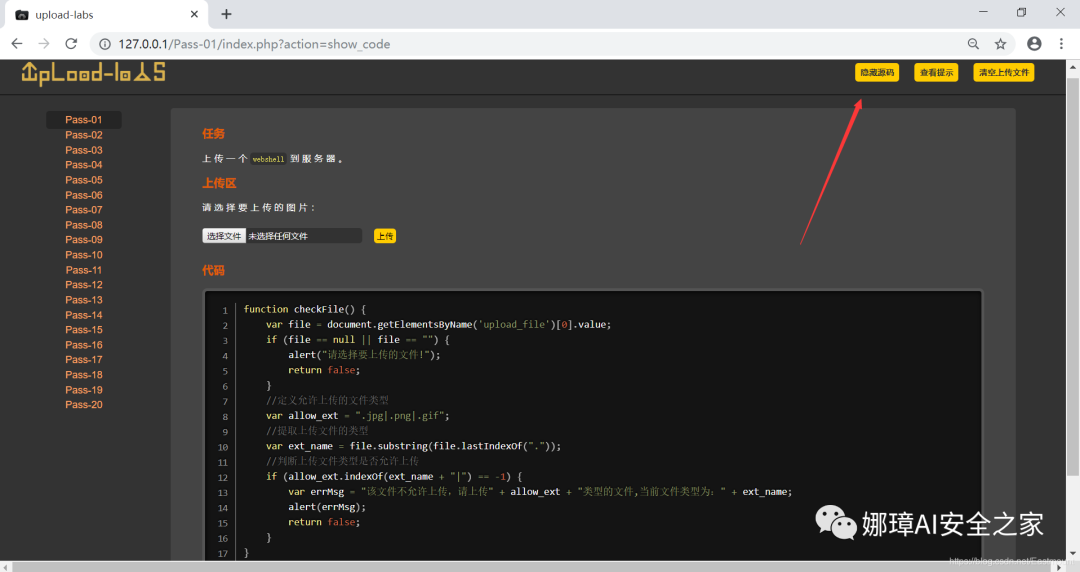 upload-labs
127.0.0.1/Pass-01/index.php?action=show_code
UpLoad-labs
隐藏源码 查看提示 清空上传文件
Pass-01
Pass-02
Pass-03
Pass-04
Pass-05
Pass-06
Pass-07
Pass-08
Pass-09
Pass-10
Pass-11
Pass-12
Pass-13
Pass-14
Pass-15
Pass-16
Pass-17
Pass-18
Pass-19
Pass-20
任务
上传一个 webshell 到服务器。
上传区
请选择要上传的图片:
选择文件 未选择任何文件 上传
代码
1 function checkFile() {
2 var file = document.getElementsByName('upload_file')[0].value;
3 if (file == null || file == "") {
4 alert("请选择要上传的文件!");
5 return false;
6 }
7 //定义允许上传的文件类型
8 var allow_ext = ".jpg|.png|.gif";
9 //提取上传文件的类型
10 var ext_name = file.substring(file.lastIndexOf("."));
11 //判断上传文件类型是否允许上传
12 if (allow_ext.indexOf(ext_name + "|") == -1) {
13 var errMsg = "该文件不允许上传,请上传" + allow_ext + "类型的文件,当前文件类型为:" + ext_name;
14 alert(errMsg);
15 return false;
16 }
17 }
娜璋AI安全之家